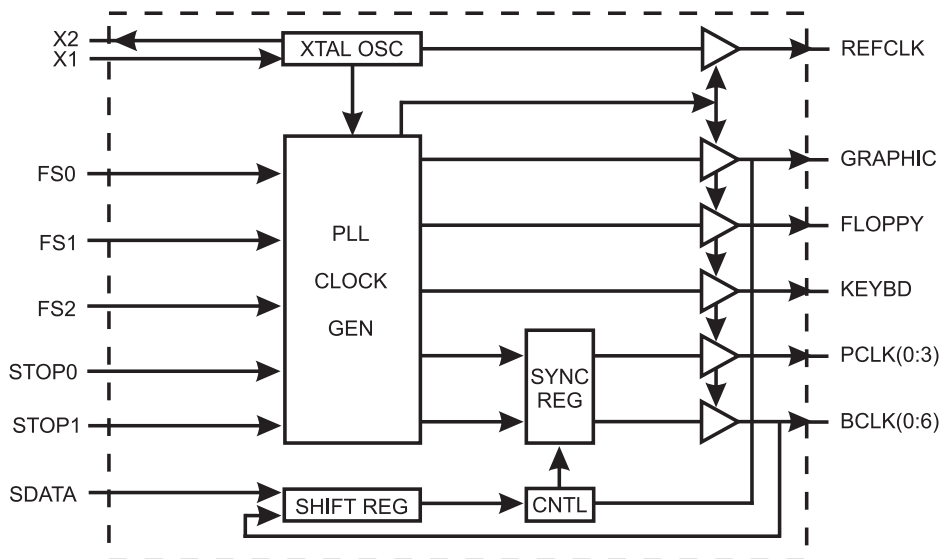 X2
X1
XTAL OSC
REFCLK
FS0
GRAPHIC
FS1
PLL
CLOCK
GEN
FLOPPY
FS2
KEYBD
STOP0
SYNC
REG
PCLK(0:3)
STOP1
BCLK(0:6)
SDATA
SHIFT REG
CNTL